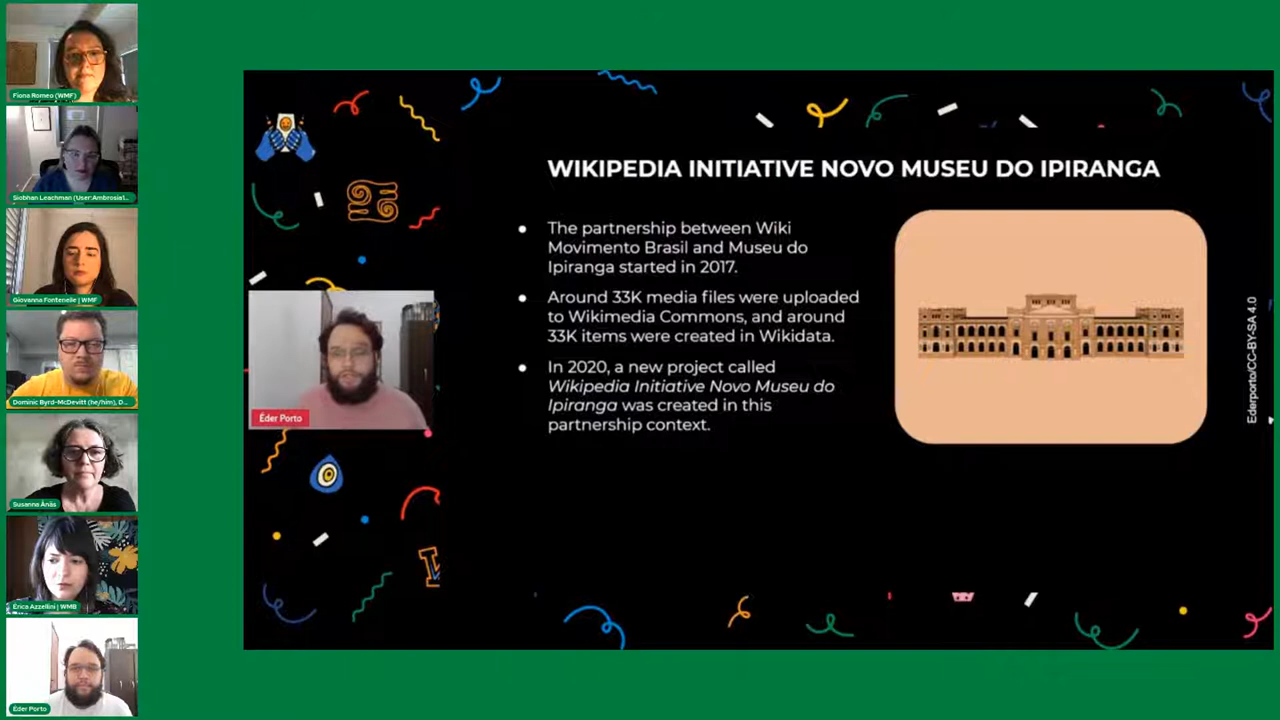 Fiona Romeo (WMF)
Siobhan Leachman (User:Ambrosia1...
Giovanna Fontenelle | WMF
Dominic Byrd-McDevitt (he/him), D...
Susanna Ånäs
Érica Azzellini | WMB
Éder Porto
Éder Porto
WIKIPEDIA INITIATIVE NOVO MUSEU DO IPIRANGA
The partnership between Wiki
Movimento Brasil and Museu do
Ipiranga started in 2017.
Around 33K media files were uploaded
to Wikimedia Commons, and around
33K items were created in Wikidata.
In 2020, a new project called
Wikipedia Initiative Novo Museu do
Ipiranga was created in this
partnership context.
Ederporto/CC-BY-SA 4.0